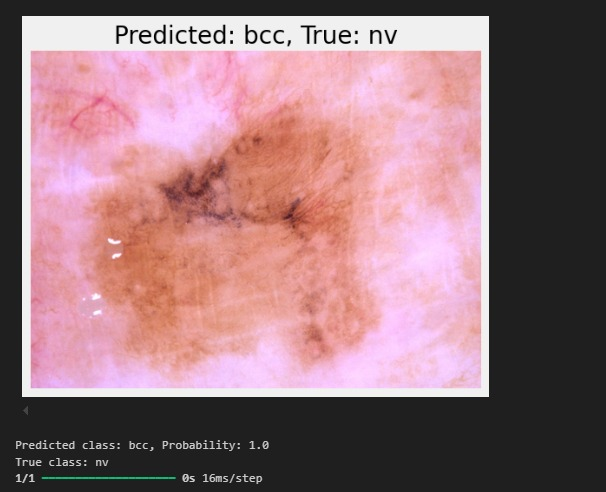 Predicted: bcc, True: nv
Predicted class: bcc, Probability: 1.0
True class: nv
1/1 ━━━━━━━━━━━━━━━━━━━━ 0s 16ms/step